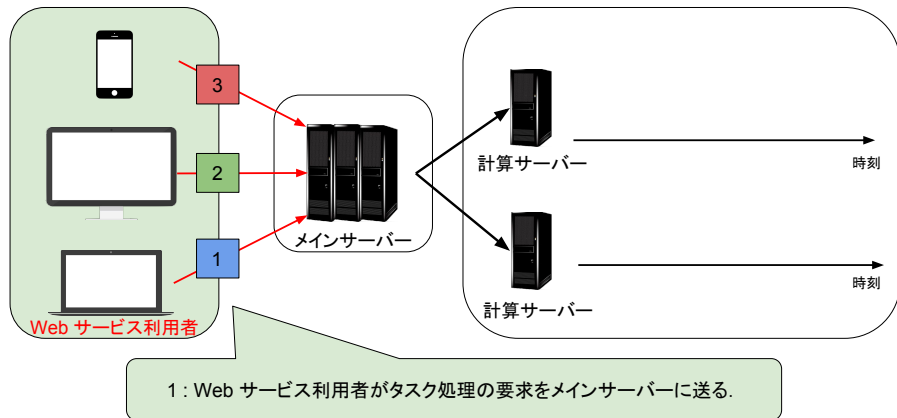 3
2
1
Web サービス利用者
メインサーバー
計算サーバー
時刻
計算サーバー
時刻
1 : Web サービス利用者がタスク処理の要求をメインサーバーに送る.